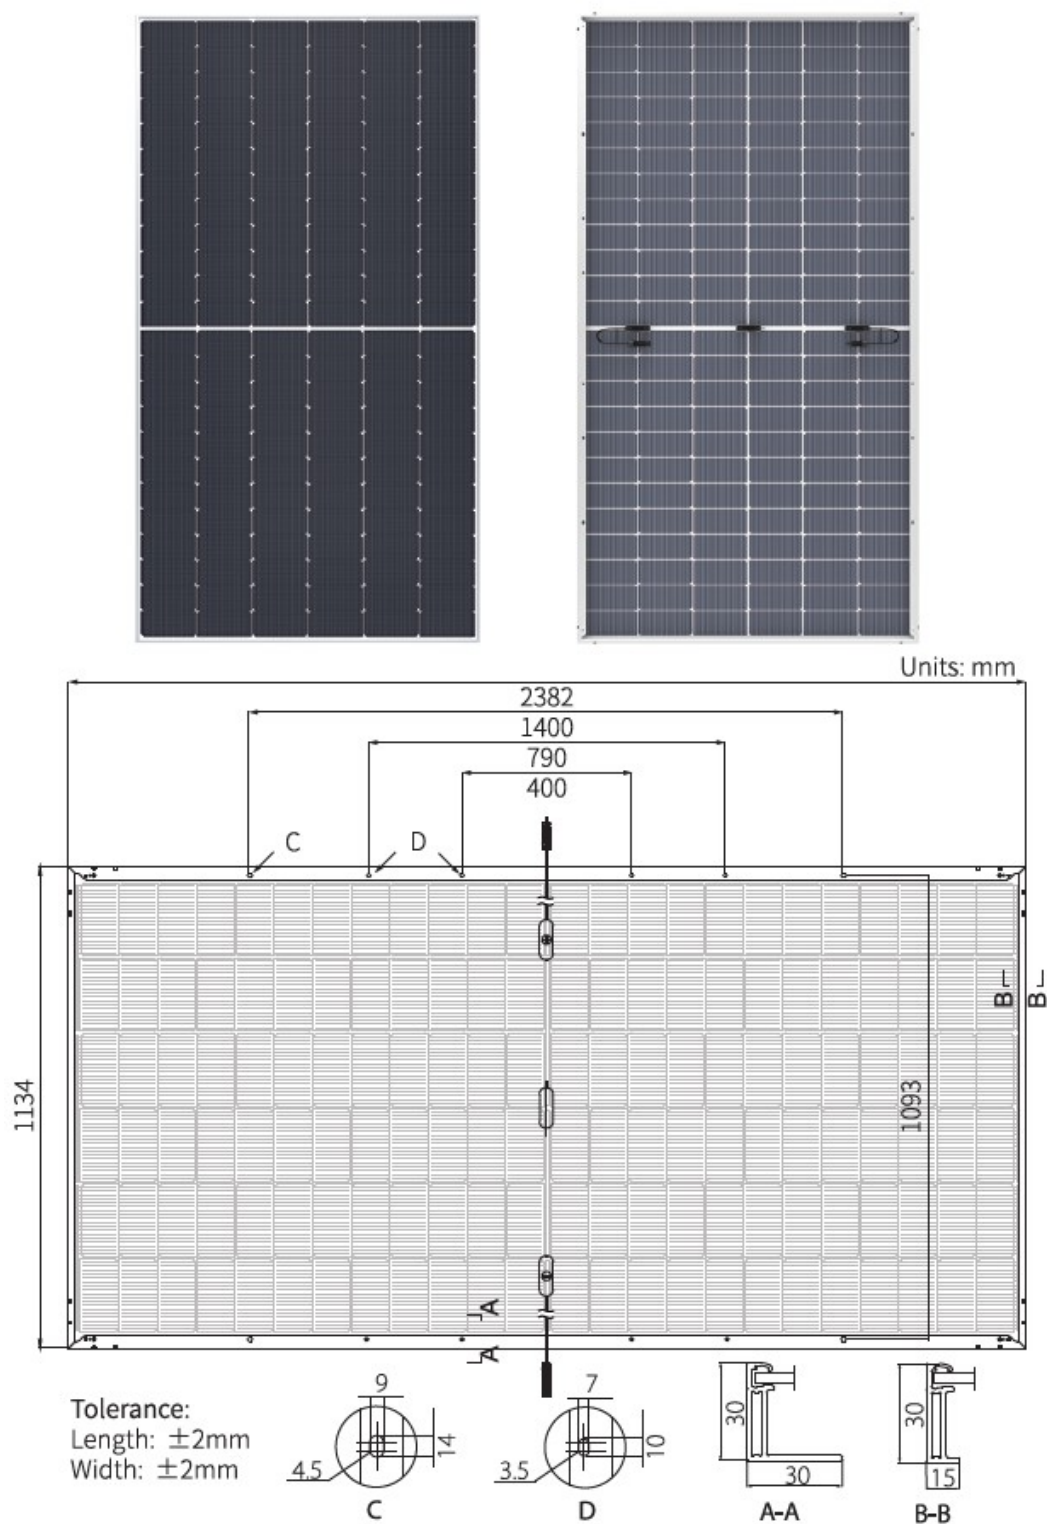 Units: mm
2382
1400
790
400
C
D
B
B
1134
1093
A
A
Tolerance:
Length: ±2mm
Width: ±2mm
9
14
4.5
C
7
10
3.5
D
30
30
A-A
30
15
B-B